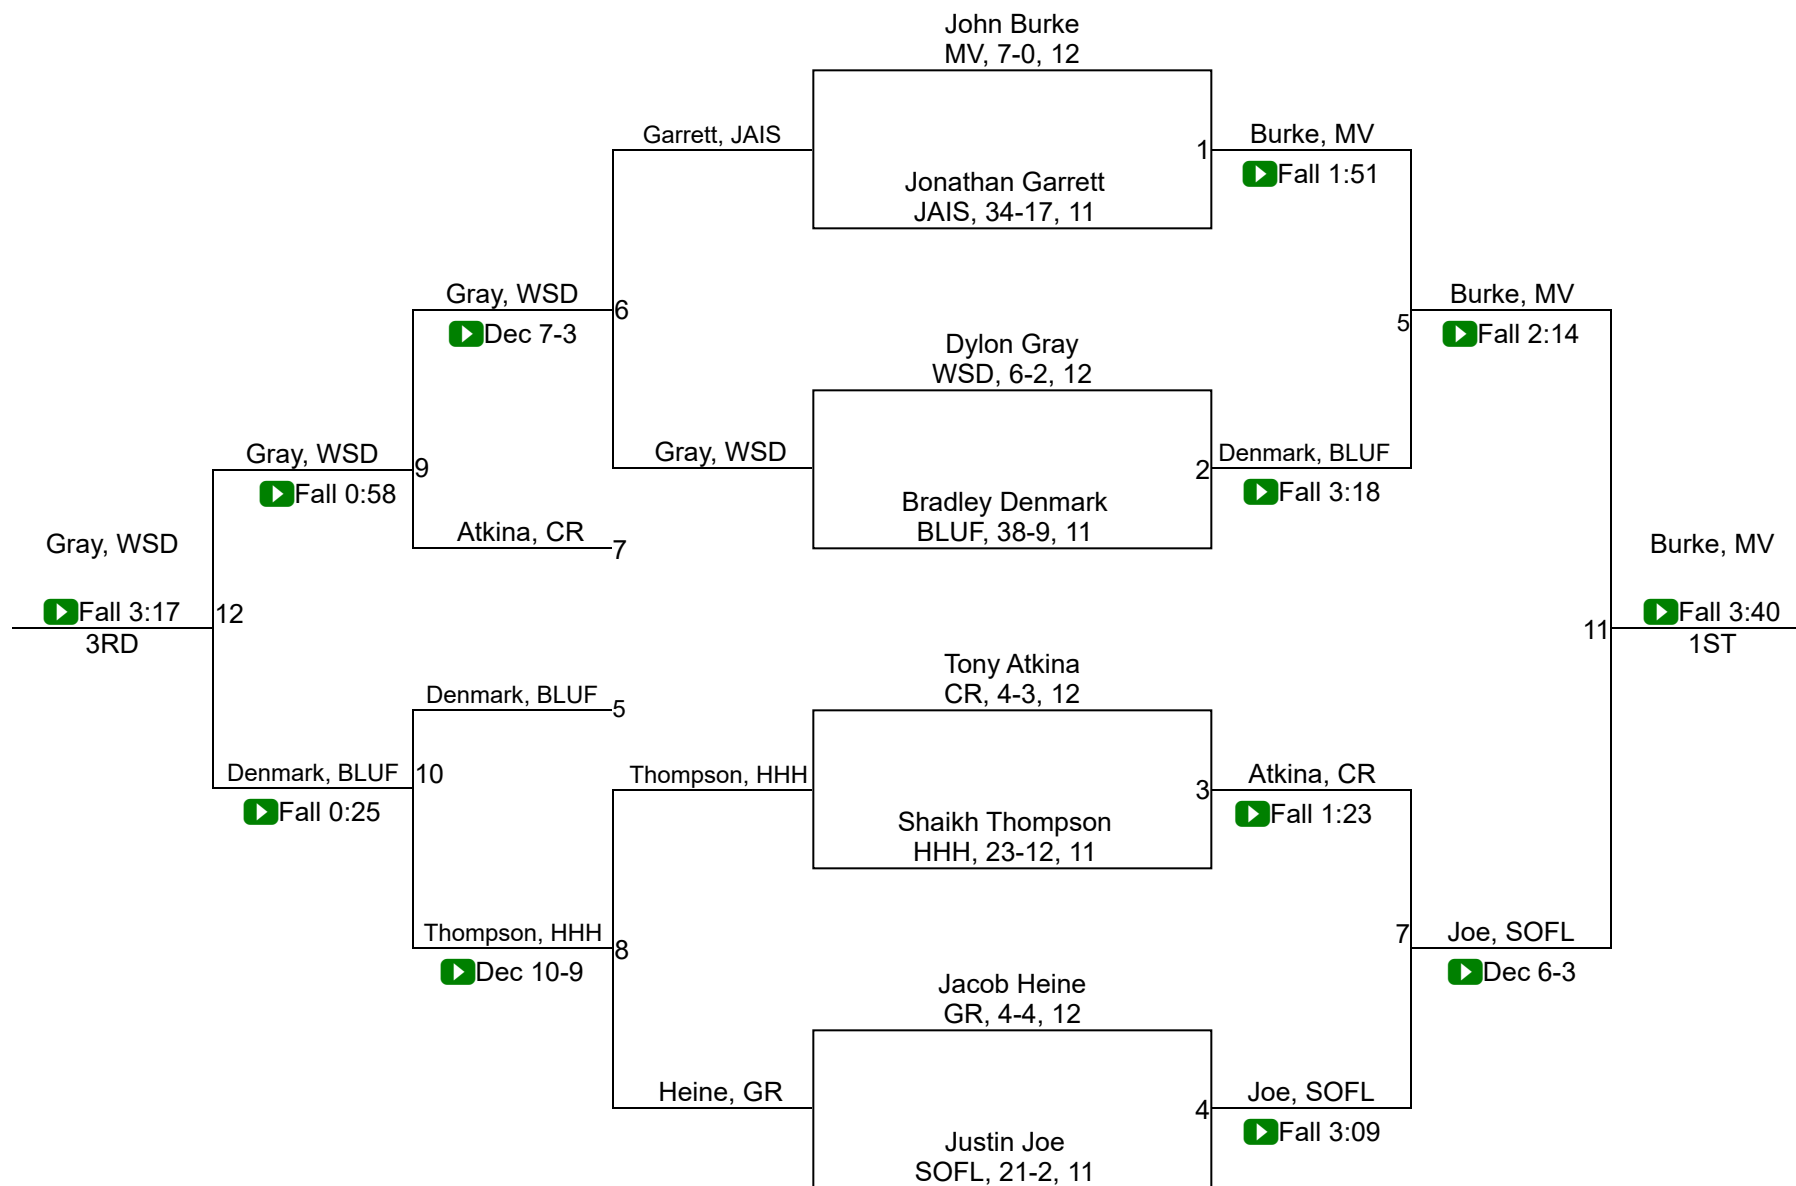 John Burke
MV, 7-0, 12
Garrett, JAIS
1
Burke, MV
Fall 1:51
Jonathan Garrett
JAIS, 34-17, 11
Gray, WSD
6
Dec 7-3
Burke, MV
5
Fall 2:14
Dylon Gray
WSD, 6-2, 12
Gray, WSD
9
Fall 0:58
Gray, WSD
2
Denmark, BLUF
Fall 3:18
Bradley Denmark
BLUF, 38-9, 11
Atkina, CR
7
Gray, WSD
Fall 3:17
12
3RD
Burke, MV
11
Fall 3:40
1ST
Tony Atkina
CR, 4-3, 12
Denmark, BLUF
5
Denmark, BLUF
10
Fall 0:25
Thompson, HHH
3
Atkina, CR
Fall 1:23
Shaikh Thompson
HHH, 23-12, 11
Thompson, HHH
8
Dec 10-9
7
Joe, SOFL
Dec 6-3
Jacob Heine
GR, 4-4, 12
Heine, GR
4
Joe, SOFL
Fall 3:09
Justin Joe
SOFL, 21-2, 11